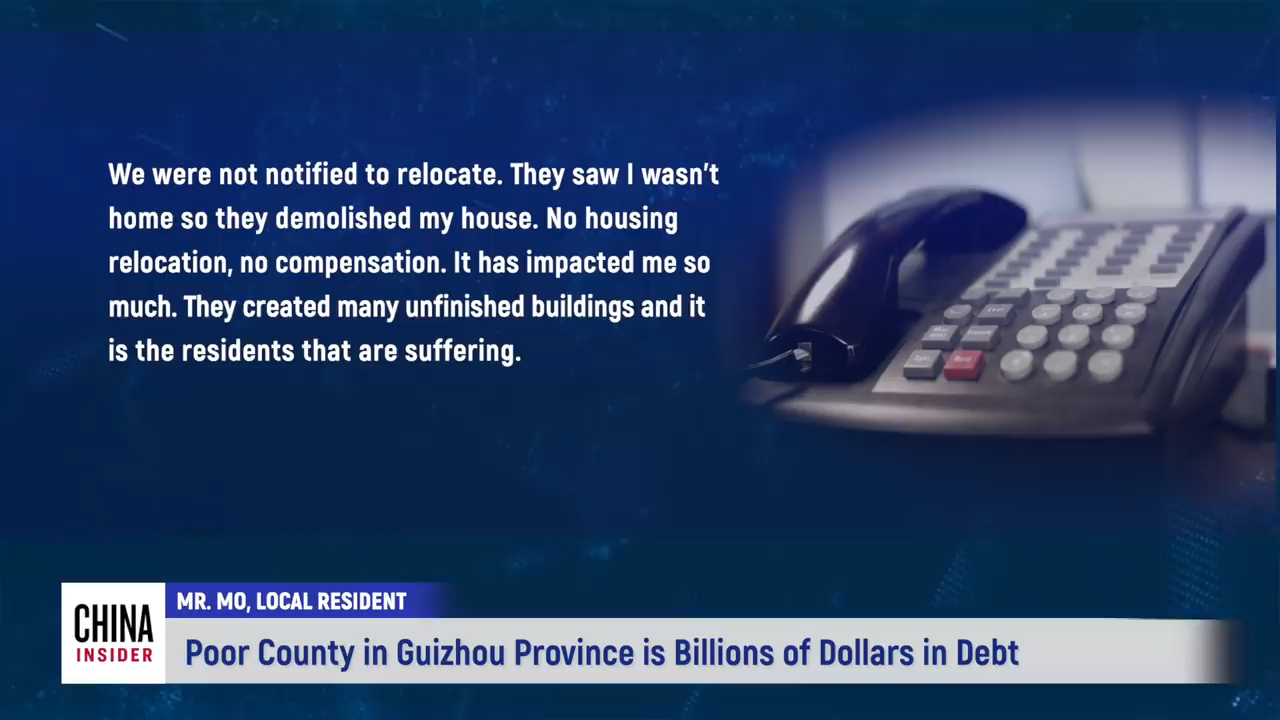 We were not notified to relocate. They saw I wasn't
home so they demolished my house. No housing
relocation, no compensation. It has impacted me so
much. They created many unfinished buildings and it
is the residents that are suffering.
MR. MO, LOCAL RESIDENT
CHINA
INSIDER
Poor County in Guizhou Province is Billions of Dollars in Debt